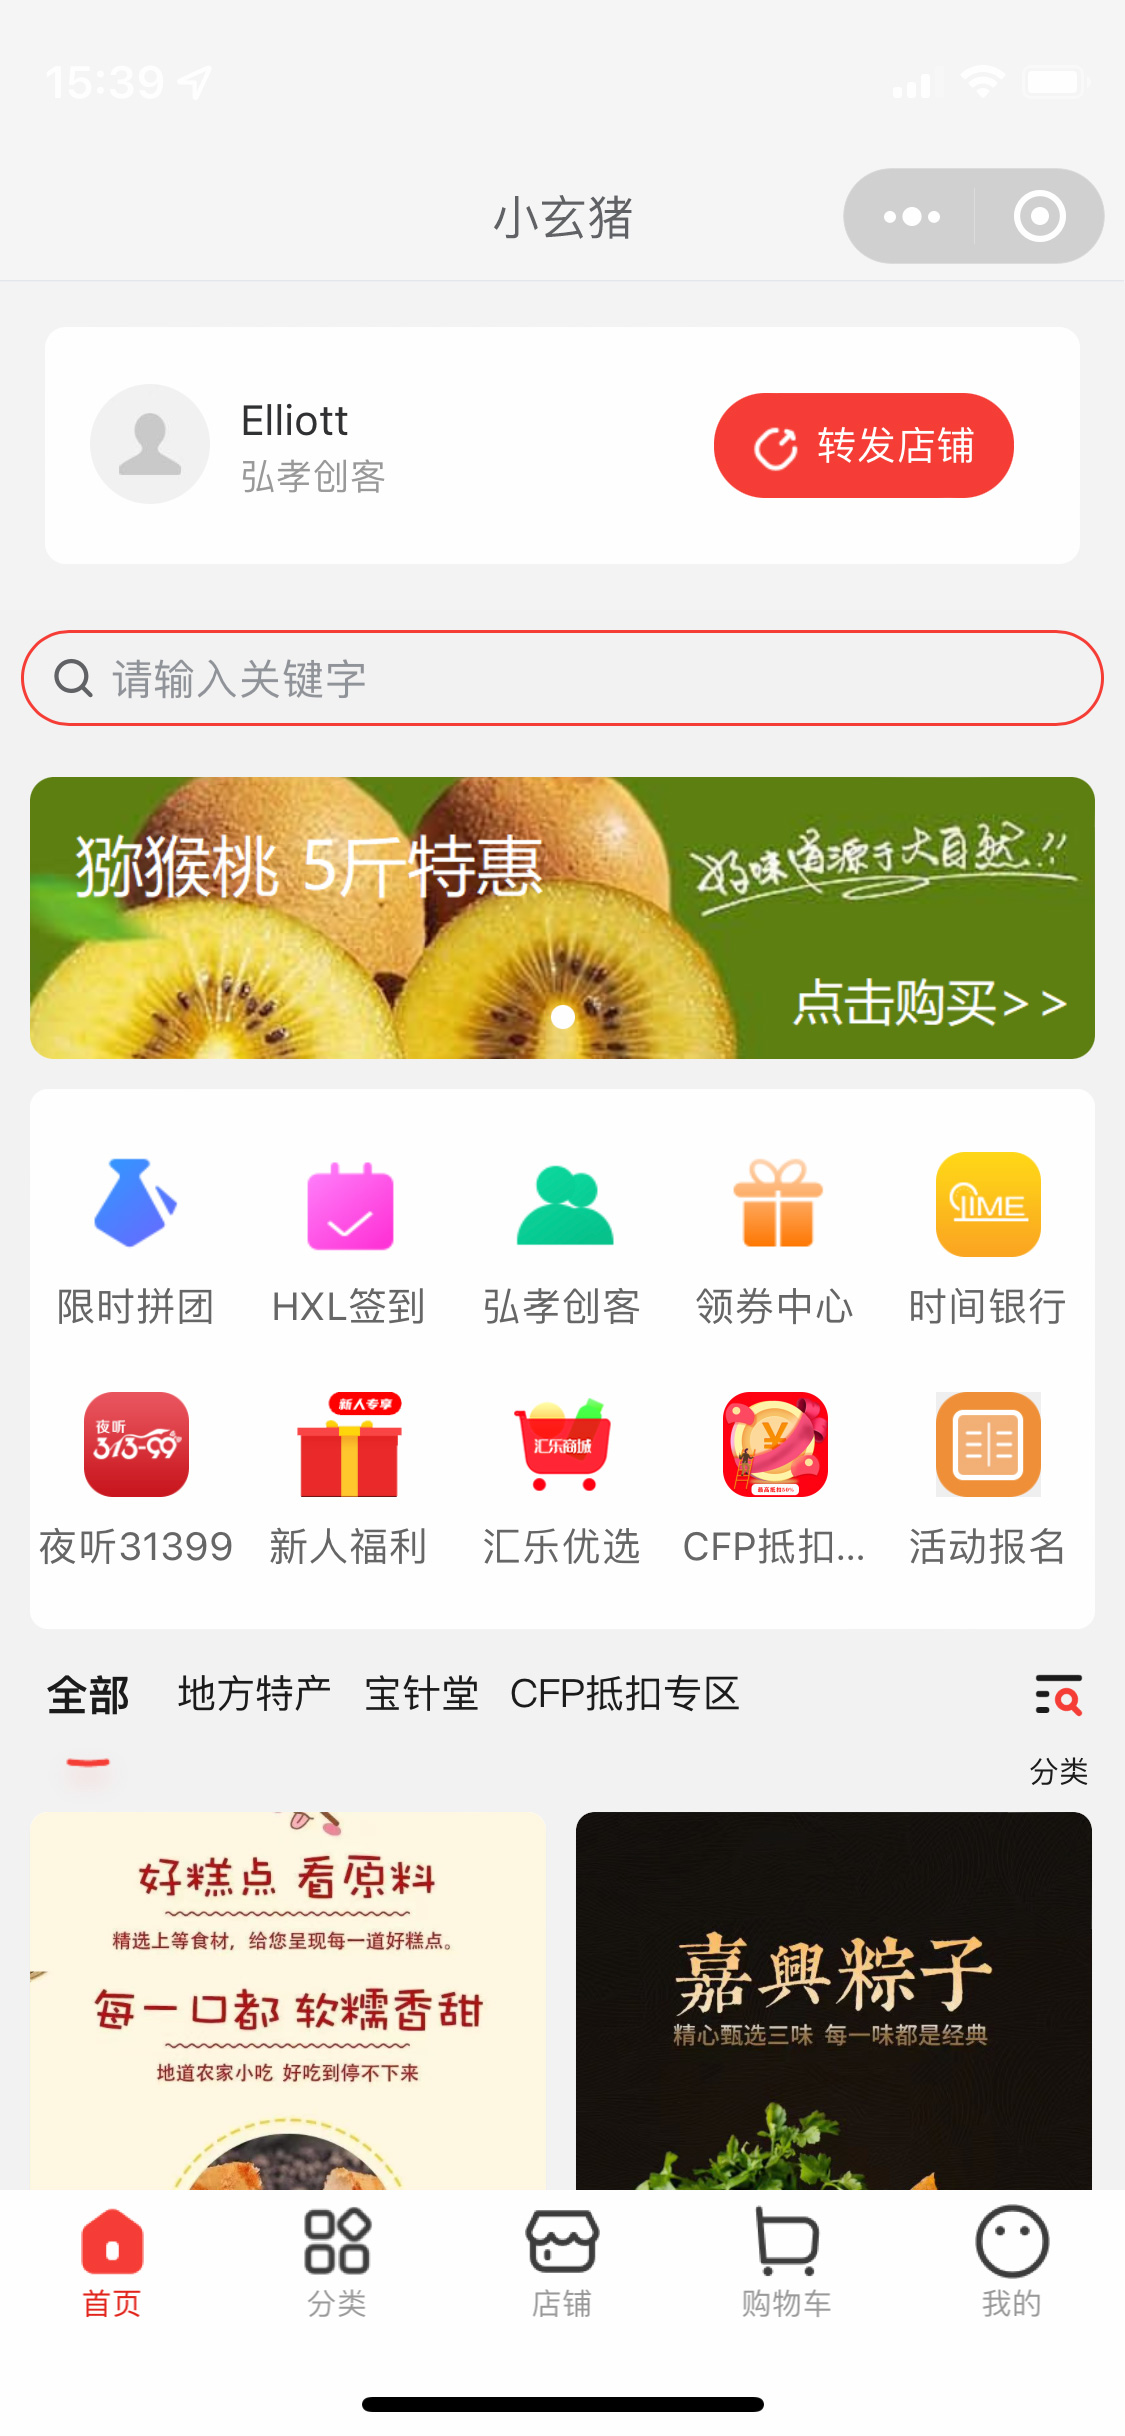 15:39
小玄猪
Elliott
弘孝创客
转发店铺
请输入关键字
猕猴桃 5斤特惠
好味道源于大自然!!
点击购买>>
TIME
限时拼团 HXL签到 弘孝创客 领券中心 时间银行
夜听
313-99
新人专享
汇乐商城
¥
最高抵扣50%
夜听31399 新人福利 汇乐优选 CFP抵扣... 活动报名
全部 地方特产 宝针堂 CFP抵扣专区
分类
好糕点 看原料
精选上等食材，给您呈现每一道好糕点。
每一口都 软糯香甜
地道农家小吃 好吃到停不下来
嘉興粽子
精心甄选三味 每一味都是经典
首页 分类 店铺 购物车 我的